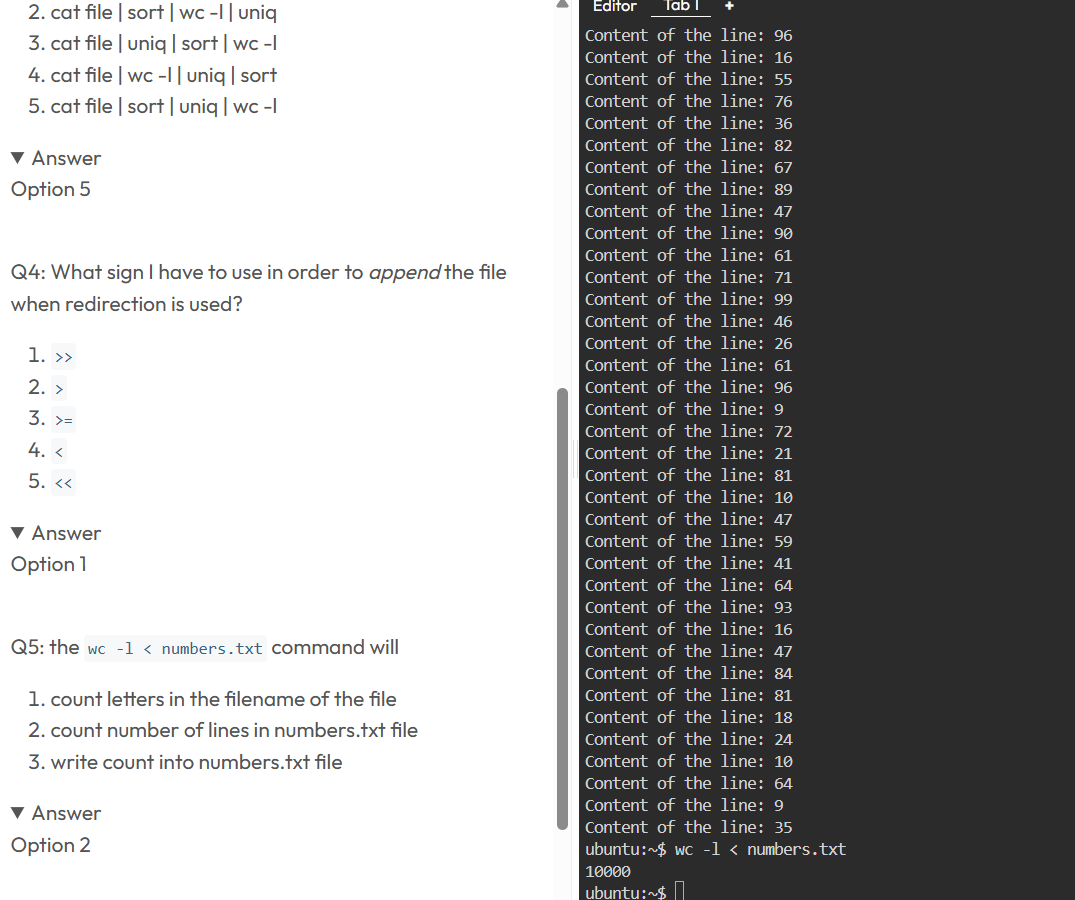 2. cat file | sort | wc -l | uniq
3. cat file | uniq | sort | wc -l
4. cat file | wc -l | uniq | sort
5. cat file | sort | uniq | wc -l
▼ Answer
Option 5
Q4: What sign I have to use in order to append the file
when redirection is used?
1. >>
2. >
3. >=
4. <
5. <<
▼ Answer
Option 1
Q5: the wc -l < numbers.txt command will
1. count letters in the filename of the file
2. count number of lines in numbers.txt file
3. write count into numbers.txt file
▼ Answer
Option 2
Editor Tab 1 +
Content of the line: 96
Content of the line: 16
Content of the line: 55
Content of the line: 76
Content of the line: 36
Content of the line: 82
Content of the line: 67
Content of the line: 89
Content of the line: 47
Content of the line: 90
Content of the line: 61
Content of the line: 71
Content of the line: 99
Content of the line: 46
Content of the line: 26
Content of the line: 61
Content of the line: 96
Content of the line: 9
Content of the line: 72
Content of the line: 21
Content of the line: 81
Content of the line: 10
Content of the line: 47
Content of the line: 59
Content of the line: 41
Content of the line: 64
Content of the line: 93
Content of the line: 16
Content of the line: 47
Content of the line: 84
Content of the line: 81
Content of the line: 18
Content of the line: 24
Content of the line: 10
Content of the line: 64
Content of the line: 9
Content of the line: 35
ubuntu:~$ wc -l < numbers.txt
10000
ubuntu:~$